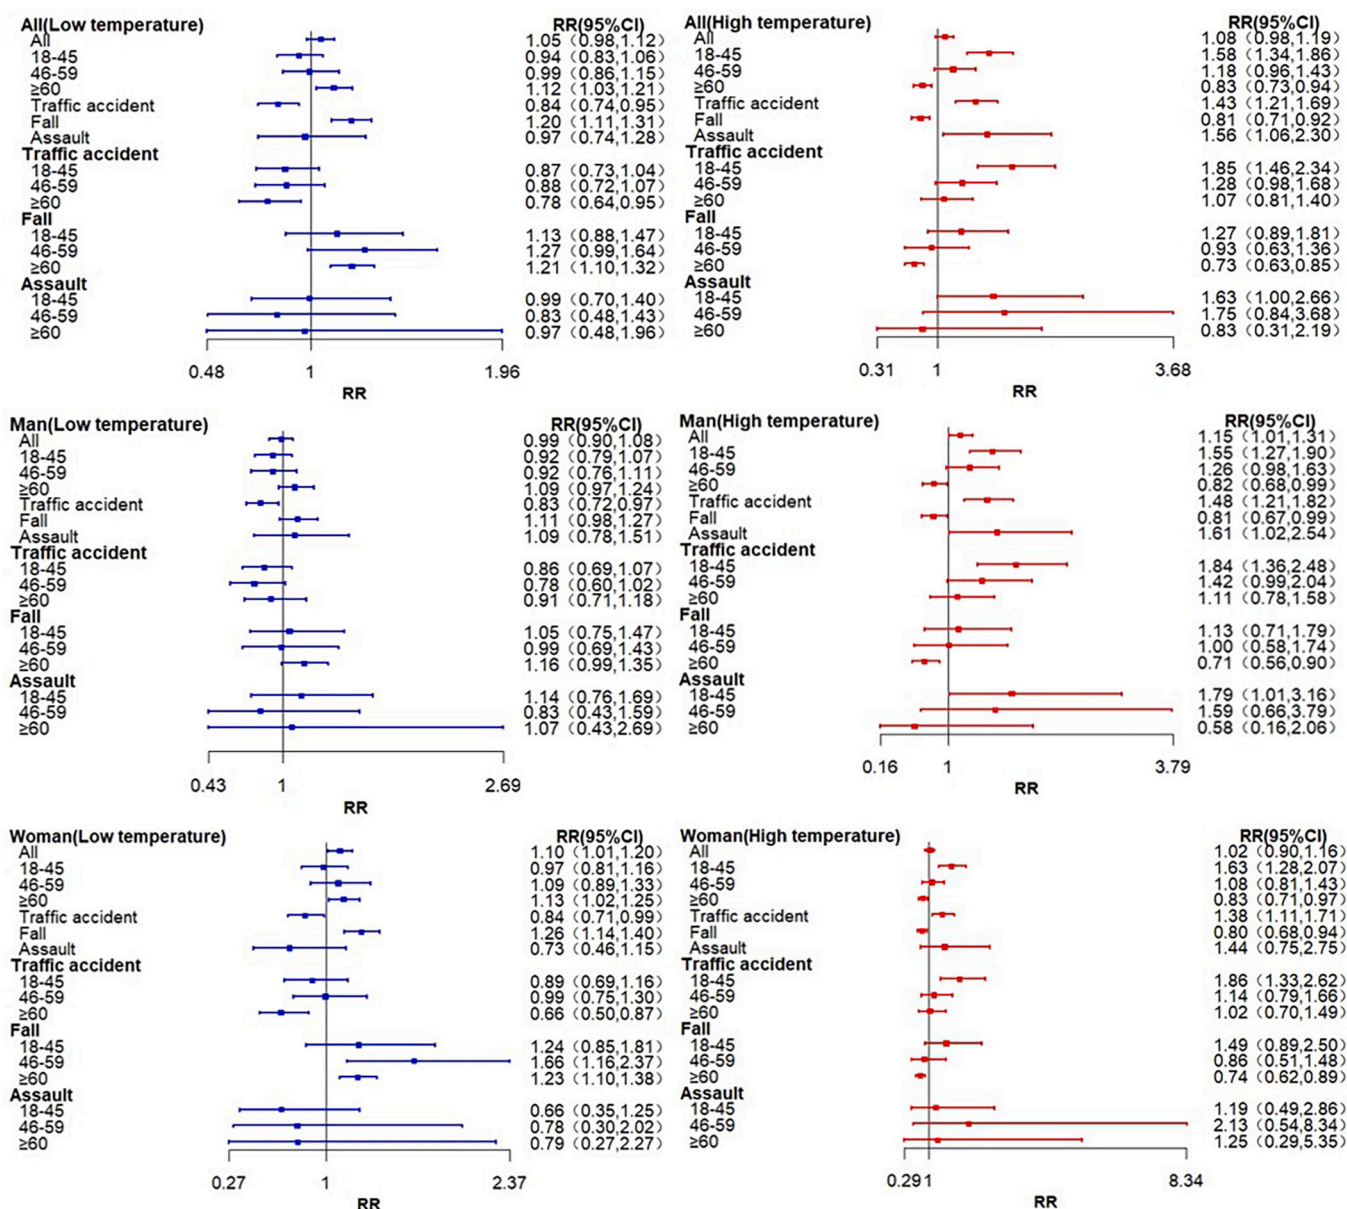 All(Low temperature) RR(95%CI)
All 1.05 (0.98,1.12)
18-45 0.94 (0.83,1.06)
46-59 0.99 (0.86,1.15)
≥60 1.12 (1.03,1.21)
Traffic accident 0.84 (0.74,0.95)
Fall 1.20 (1.11,1.31)
Assault 0.97 (0.74,1.28)
Traffic accident
18-45 0.87 (0.73,1.04)
46-59 0.88 (0.72,1.07)
≥60 0.78 (0.64,0.95)
Fall
18-45 1.13 (0.88,1.47)
46-59 1.27 (0.99,1.64)
≥60 1.21 (1.10,1.32)
Assault
18-45 0.99 (0.70,1.40)
46-59 0.83 (0.48,1.43)
≥60 0.97 (0.48,1.96)
0.48 1 1.96
RR
All(High temperature) RR(95%CI)
All 1.08 (0.98,1.19)
18-45 1.58 (1.34,1.86)
46-59 1.18 (0.96,1.43)
≥60 0.83 (0.73,0.94)
Traffic accident 1.43 (1.21,1.69)
Fall 0.81 (0.71,0.92)
Assault 1.56 (1.06,2.30)
Traffic accident
18-45 1.85 (1.46,2.34)
46-59 1.28 (0.98,1.68)
≥60 1.07 (0.81,1.40)
Fall
18-45 1.27 (0.89,1.81)
46-59 0.93 (0.63,1.36)
≥60 0.73 (0.63,0.85)
Assault
18-45 1.63 (1.00,2.66)
46-59 1.75 (0.84,3.68)
≥60 0.83 (0.31,2.19)
0.31 1 3.68
RR
Man(Low temperature) RR(95%CI)
All 0.99 (0.90,1.08)
18-45 0.92 (0.79,1.07)
46-59 0.92 (0.76,1.11)
≥60 1.09 (0.97,1.24)
Traffic accident 0.83 (0.72,0.97)
Fall 1.11 (0.98,1.27)
Assault 1.09 (0.78,1.51)
Traffic accident
18-45 0.86 (0.69,1.07)
46-59 0.78 (0.60,1.02)
≥60 0.91 (0.71,1.18)
Fall
18-45 1.05 (0.75,1.47)
46-59 0.99 (0.69,1.43)
≥60 1.16 (0.99,1.35)
Assault
18-45 1.14 (0.76,1.69)
46-59 0.83 (0.43,1.59)
≥60 1.07 (0.43,2.69)
0.43 1 2.69
RR
Man(High temperature) RR(95%CI)
All 1.15 (1.01,1.31)
18-45 1.55 (1.27,1.90)
46-59 1.26 (0.98,1.63)
≥60 0.82 (0.68,0.99)
Traffic accident 1.48 (1.21,1.82)
Fall 0.81 (0.67,0.99)
Assault 1.61 (1.02,2.54)
Traffic accident
18-45 1.84 (1.36,2.48)
46-59 1.42 (0.99,2.04)
≥60 1.11 (0.78,1.58)
Fall
18-45 1.13 (0.71,1.79)
46-59 1.00 (0.58,1.74)
≥60 0.71 (0.56,0.90)
Assault
18-45 1.79 (1.01,3.16)
46-59 1.59 (0.66,3.79)
≥60 0.58 (0.16,2.06)
0.16 1 3.79
RR
Woman(Low temperature) RR(95%CI)
All 1.10 (1.01,1.20)
18-45 0.97 (0.81,1.16)
46-59 1.09 (0.89,1.33)
≥60 1.13 (1.02,1.25)
Traffic accident 0.84 (0.71,0.99)
Fall 1.26 (1.14,1.40)
Assault 0.73 (0.46,1.15)
Traffic accident
18-45 0.89 (0.69,1.16)
46-59 0.99 (0.75,1.30)
≥60 0.66 (0.50,0.87)
Fall
18-45 1.24 (0.85,1.81)
46-59 1.66 (1.16,2.37)
≥60 1.23 (1.10,1.38)
Assault
18-45 0.66 (0.35,1.25)
46-59 0.78 (0.30,2.02)
≥60 0.79 (0.27,2.27)
0.27 1 2.37
RR
Woman(High temperature) RR(95%CI)
All 1.02 (0.90,1.16)
18-45 1.63 (1.28,2.07)
46-59 1.08 (0.81,1.43)
≥60 0.83 (0.71,0.97)
Traffic accident 1.38 (1.11,1.71)
Fall 0.80 (0.68,0.94)
Assault 1.44 (0.75,2.75)
Traffic accident
18-45 1.86 (1.33,2.62)
46-59 1.14 (0.79,1.66)
≥60 1.02 (0.70,1.49)
Fall
18-45 1.49 (0.89,2.50)
46-59 0.86 (0.51,1.48)
≥60 0.74 (0.62,0.89)
Assault
18-45 1.19 (0.49,2.86)
46-59 2.13 (0.54,8.34)
≥60 1.25 (0.29,5.35)
0.29 1 8.34
RR